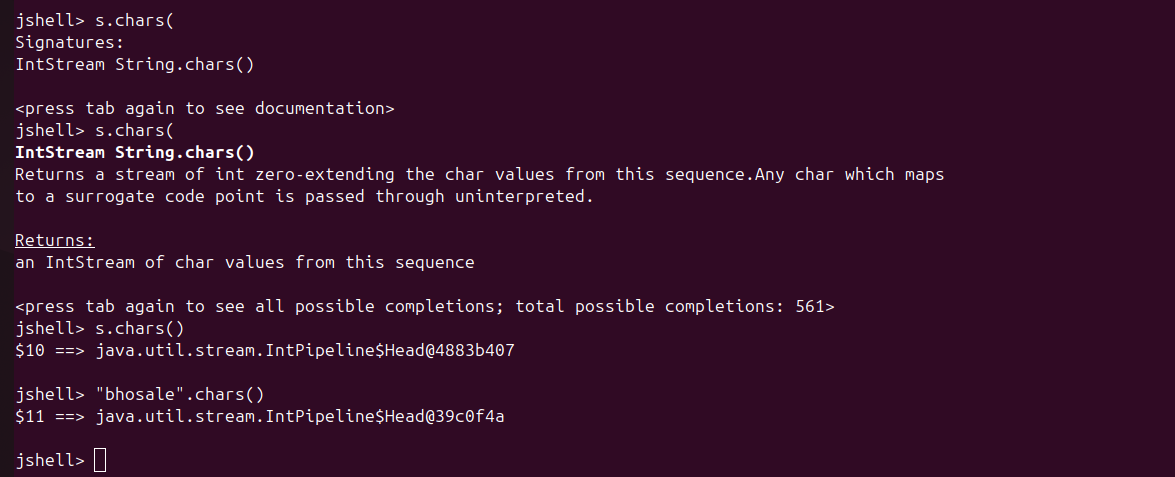 jshell> s.chars(
Signatures:
IntStream String.chars()
<press tab again to see documentation>
jshell> s.chars(
IntStream String.chars()
Returns a stream of int zero-extending the char values from this sequence.Any char which maps
to a surrogate code point is passed through uninterpreted.
Returns:
an IntStream of char values from this sequence
<press tab again to see all possible completions; total possible completions: 561>
jshell> s.chars()
$10 ==> java.util.stream.IntPipeline$Head@4883b407
jshell> "bhosale".chars()
$11 ==> java.util.stream.IntPipeline$Head@39c0f4a
jshell>